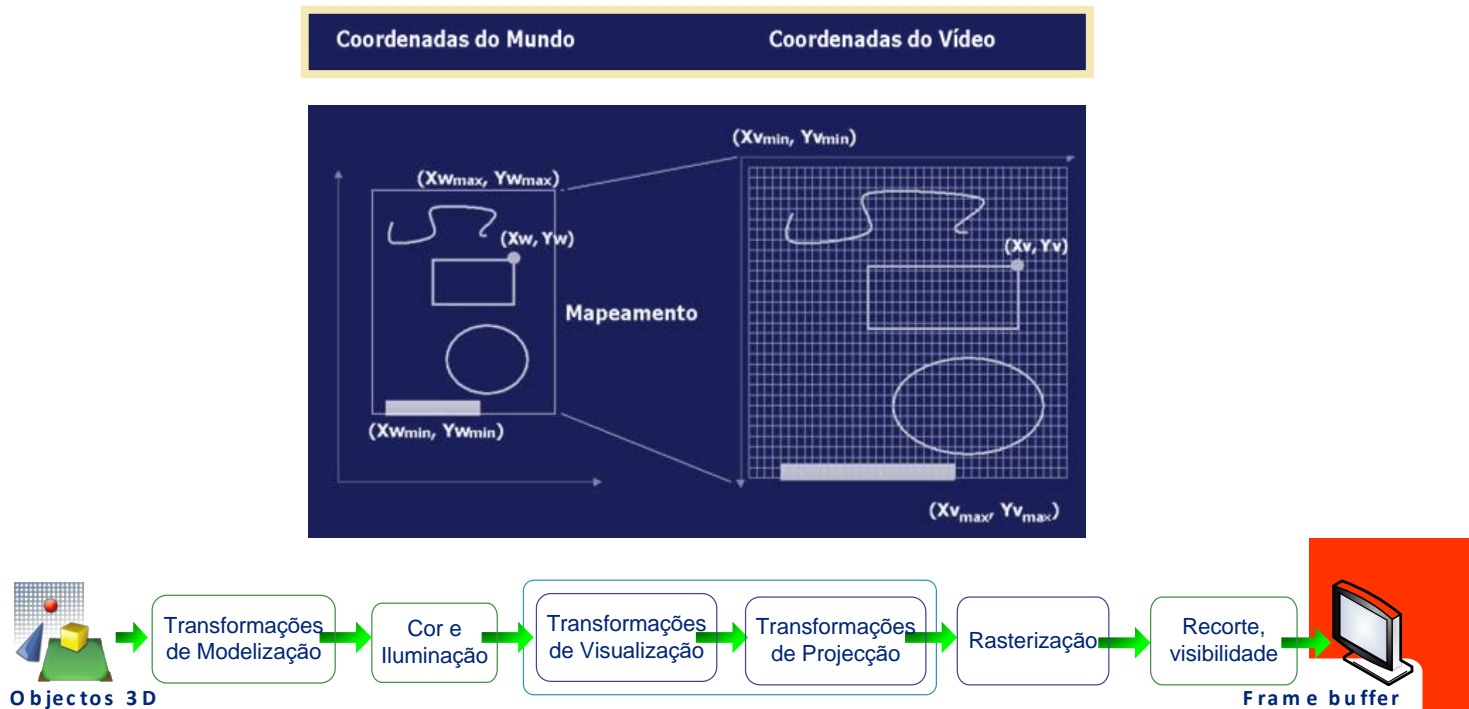 Coordenadas do Mundo
Coordenadas do Vídeo
(Xvmin, Yvmin)
(Xwmax, Ywmax)
(Xw, Yw)
(Xv, Yv)
Mapeamento
(Xwmin, Ywmin)
(Xvmax, Yvmax)
Transformações
de Modelização
Cor e
Iluminação
Transformações
de Visualização
Transformações
de Projecção
Rasterização
Recorte,
visibilidade
Objectos 3D
Frame buffer